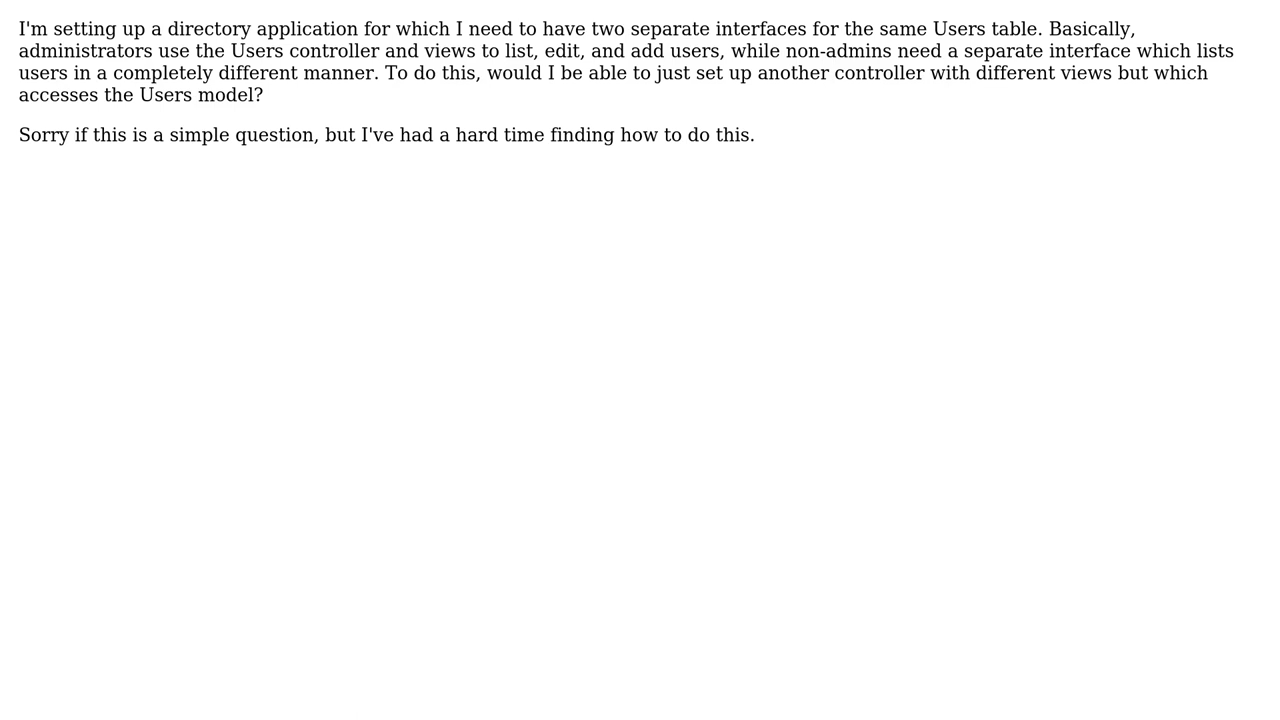 I'm setting up a directory application for which I need to have two separate interfaces for the same Users table. Basically,
administrators use the Users controller and views to list, edit, and add users, while non-admins need a separate interface which lists
users in a completely different manner. To do this, would I be able to just set up another controller with different views but which
accesses the Users model?
Sorry if this is a simple question, but I've had a hard time finding how to do this.